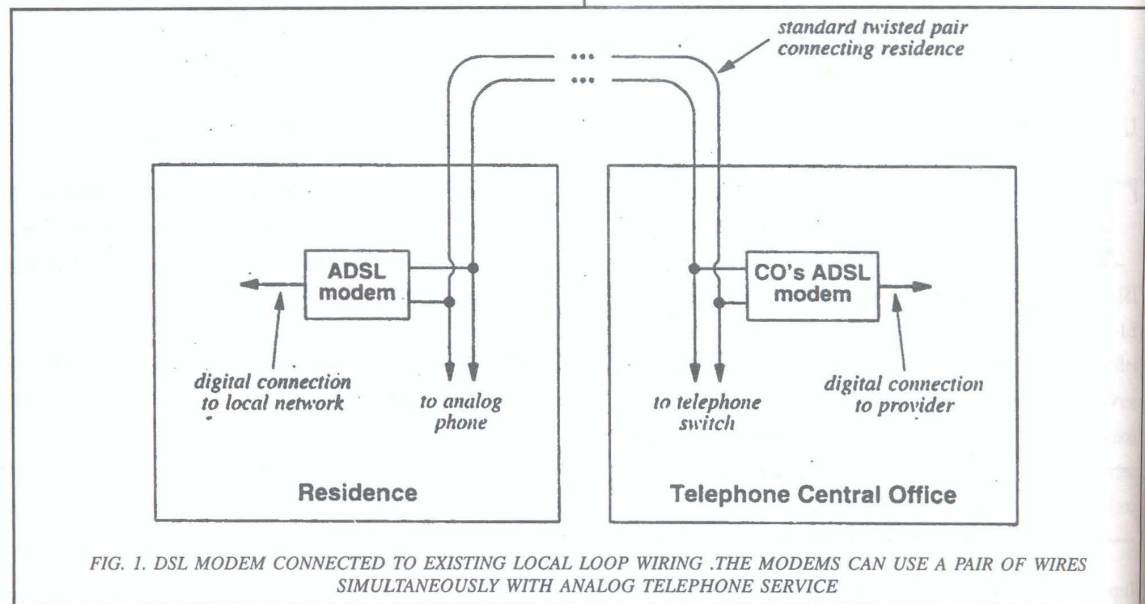 standard twisted pair
connecting residence
ADSL
modem
CO's ADSL
modem
digital connection
to local network
to analog
phone
to telephone
switch
digital connection
to provider
Residence
Telephone Central Office
FIG. 1. DSL MODEM CONNECTED TO EXISTING LOCAL LOOP WIRING .THE MODEMS CAN USE A PAIR OF WIRES
SIMULTANEOUSLY WITH ANALOG TELEPHONE SERVICE